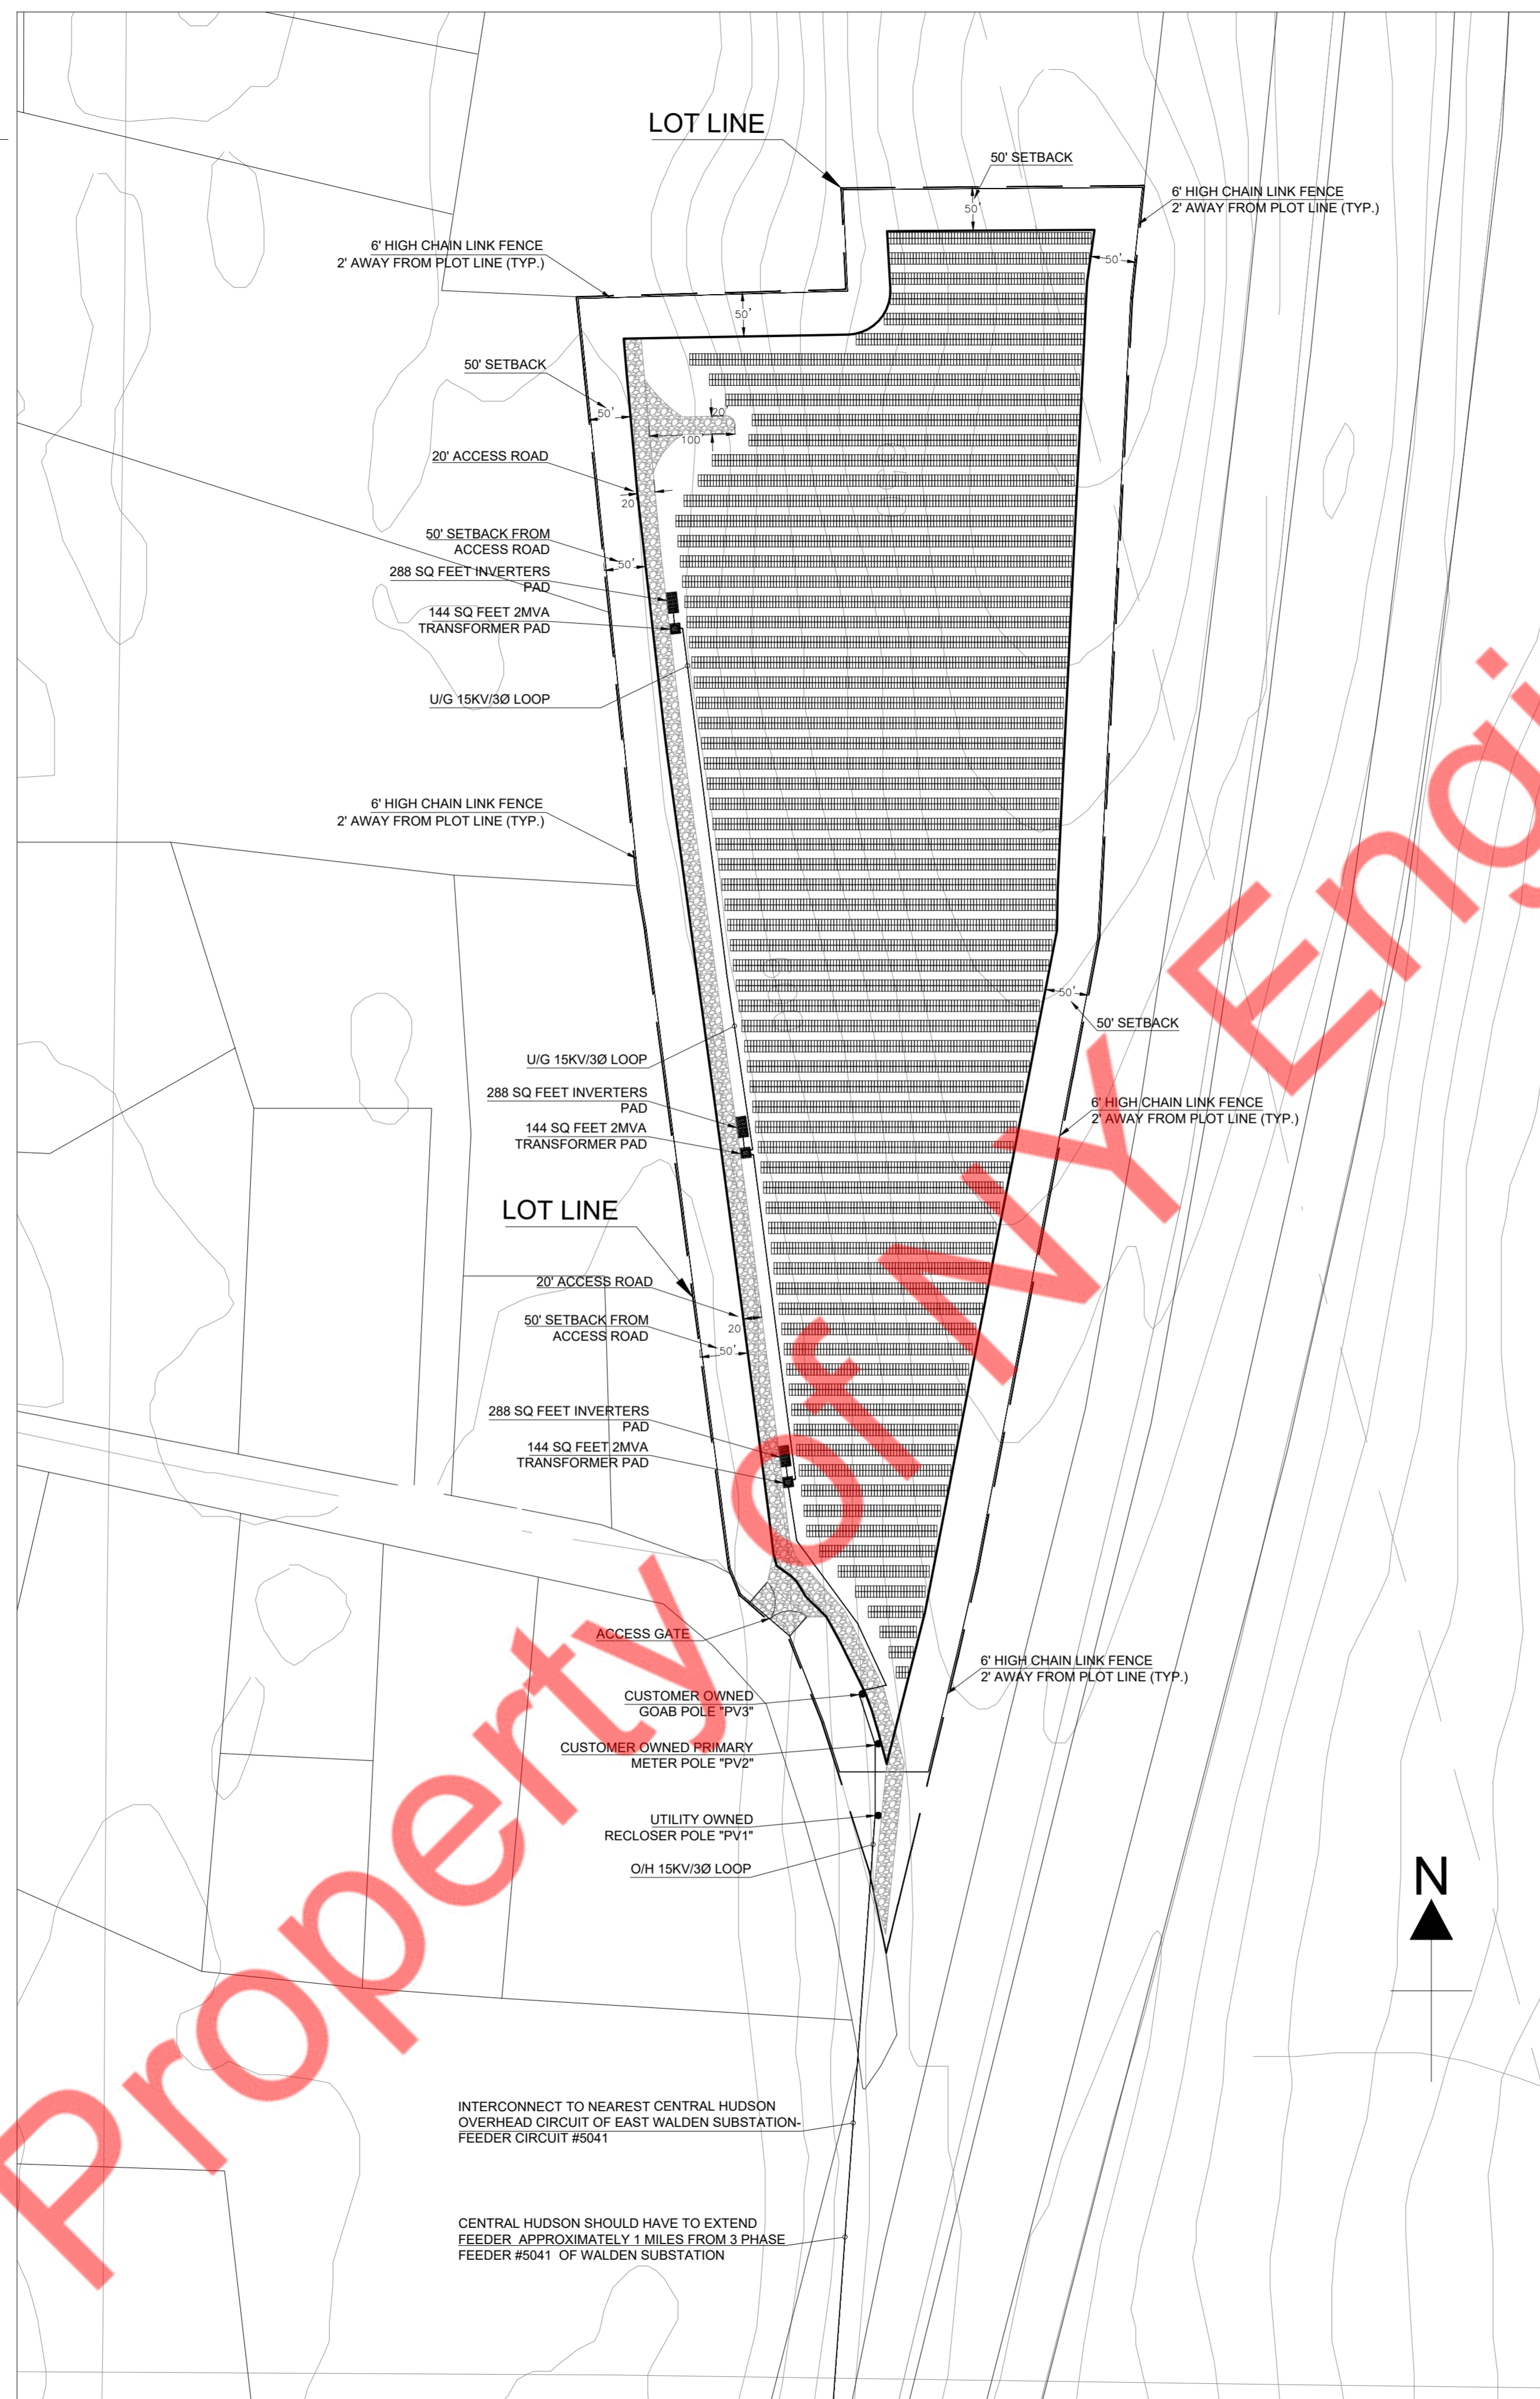 LOT LINE
50' SETBACK
50'
6' HIGH CHAIN LINK FENCE
2' AWAY FROM PLOT LINE (TYP.)
6' HIGH CHAIN LINK FENCE
2' AWAY FROM PLOT LINE (TYP.)
50'
50'
50' SETBACK
50'
20'
100'
20' ACCESS ROAD
20'
50' SETBACK FROM
ACCESS ROAD
50'
288 SQ FEET INVERTERS
PAD
144 SQ FEET 2MVA
TRANSFORMER PAD
U/G 15KV/3Ø LOOP
6' HIGH CHAIN LINK FENCE
2' AWAY FROM PLOT LINE (TYP.)
50'
50' SETBACK
U/G 15KV/3Ø LOOP
288 SQ FEET INVERTERS
PAD
144 SQ FEET 2MVA
TRANSFORMER PAD
6' HIGH CHAIN LINK FENCE
2' AWAY FROM PLOT LINE (TYP.)
LOT LINE
20' ACCESS ROAD
20'
50' SETBACK FROM
ACCESS ROAD
50'
288 SQ FEET INVERTERS
PAD
144 SQ FEET 2MVA
TRANSFORMER PAD
ACCESS GATE
6' HIGH CHAIN LINK FENCE
2' AWAY FROM PLOT LINE (TYP.)
CUSTOMER OWNED
GOAB POLE "PV3"
CUSTOMER OWNED PRIMARY
METER POLE "PV2"
UTILITY OWNED
RECLOSER POLE "PV1"
O/H 15KV/3Ø LOOP
N
INTERCONNECT TO NEAREST CENTRAL HUDSON
OVERHEAD CIRCUIT OF EAST WALDEN SUBSTATION-
FEEDER CIRCUIT #5041
CENTRAL HUDSON SHOULD HAVE TO EXTEND
FEEDER APPROXIMATELY 1 MILES FROM 3 PHASE
FEEDER #5041 OF WALDEN SUBSTATION
Property of NY Engi